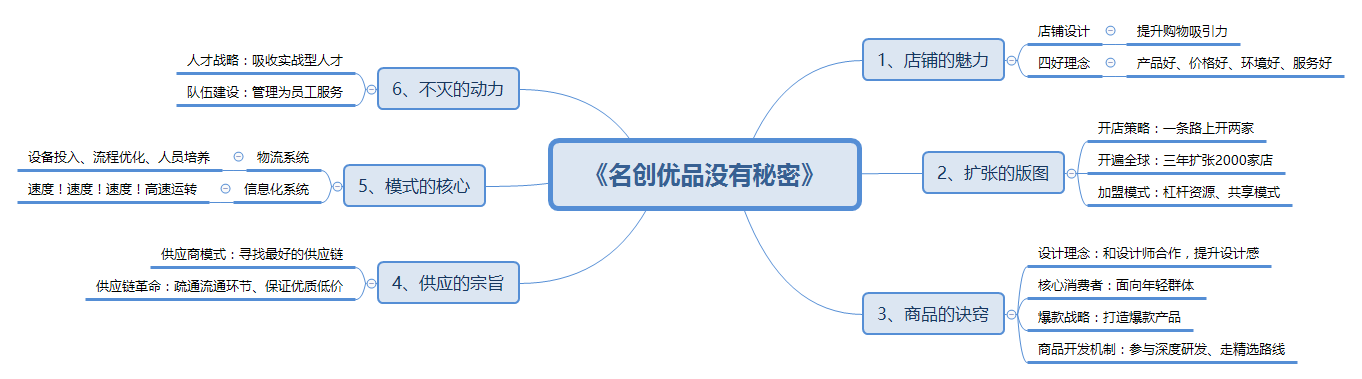 《名创优品没有秘密》
1、店铺的魅力
店铺设计
提升购物吸引力
四好理念
产品好、价格好、环境好、服务好
2、扩张的版图
开店策略：一条路上开两家
开遍全球：三年扩张2000家店
加盟模式：杠杆资源、共享模式
3、商品的诀窍
设计理念：和设计师合作，提升设计感
核心消费者：面向年轻群体
爆款战略：打造爆款产品
商品开发机制：参与深度研发、走精选路线
4、供应的宗旨
供应商模式：寻找最好的供应链
供应链革命：疏通流通环节、保证优质低价
5、模式的核心
物流系统
设备投入、流程优化、人员培养
信息化系统
速度！速度！速度！高速运转
6、不灭的动力
人才战略：吸收实战型人才
队伍建设：管理为员工服务